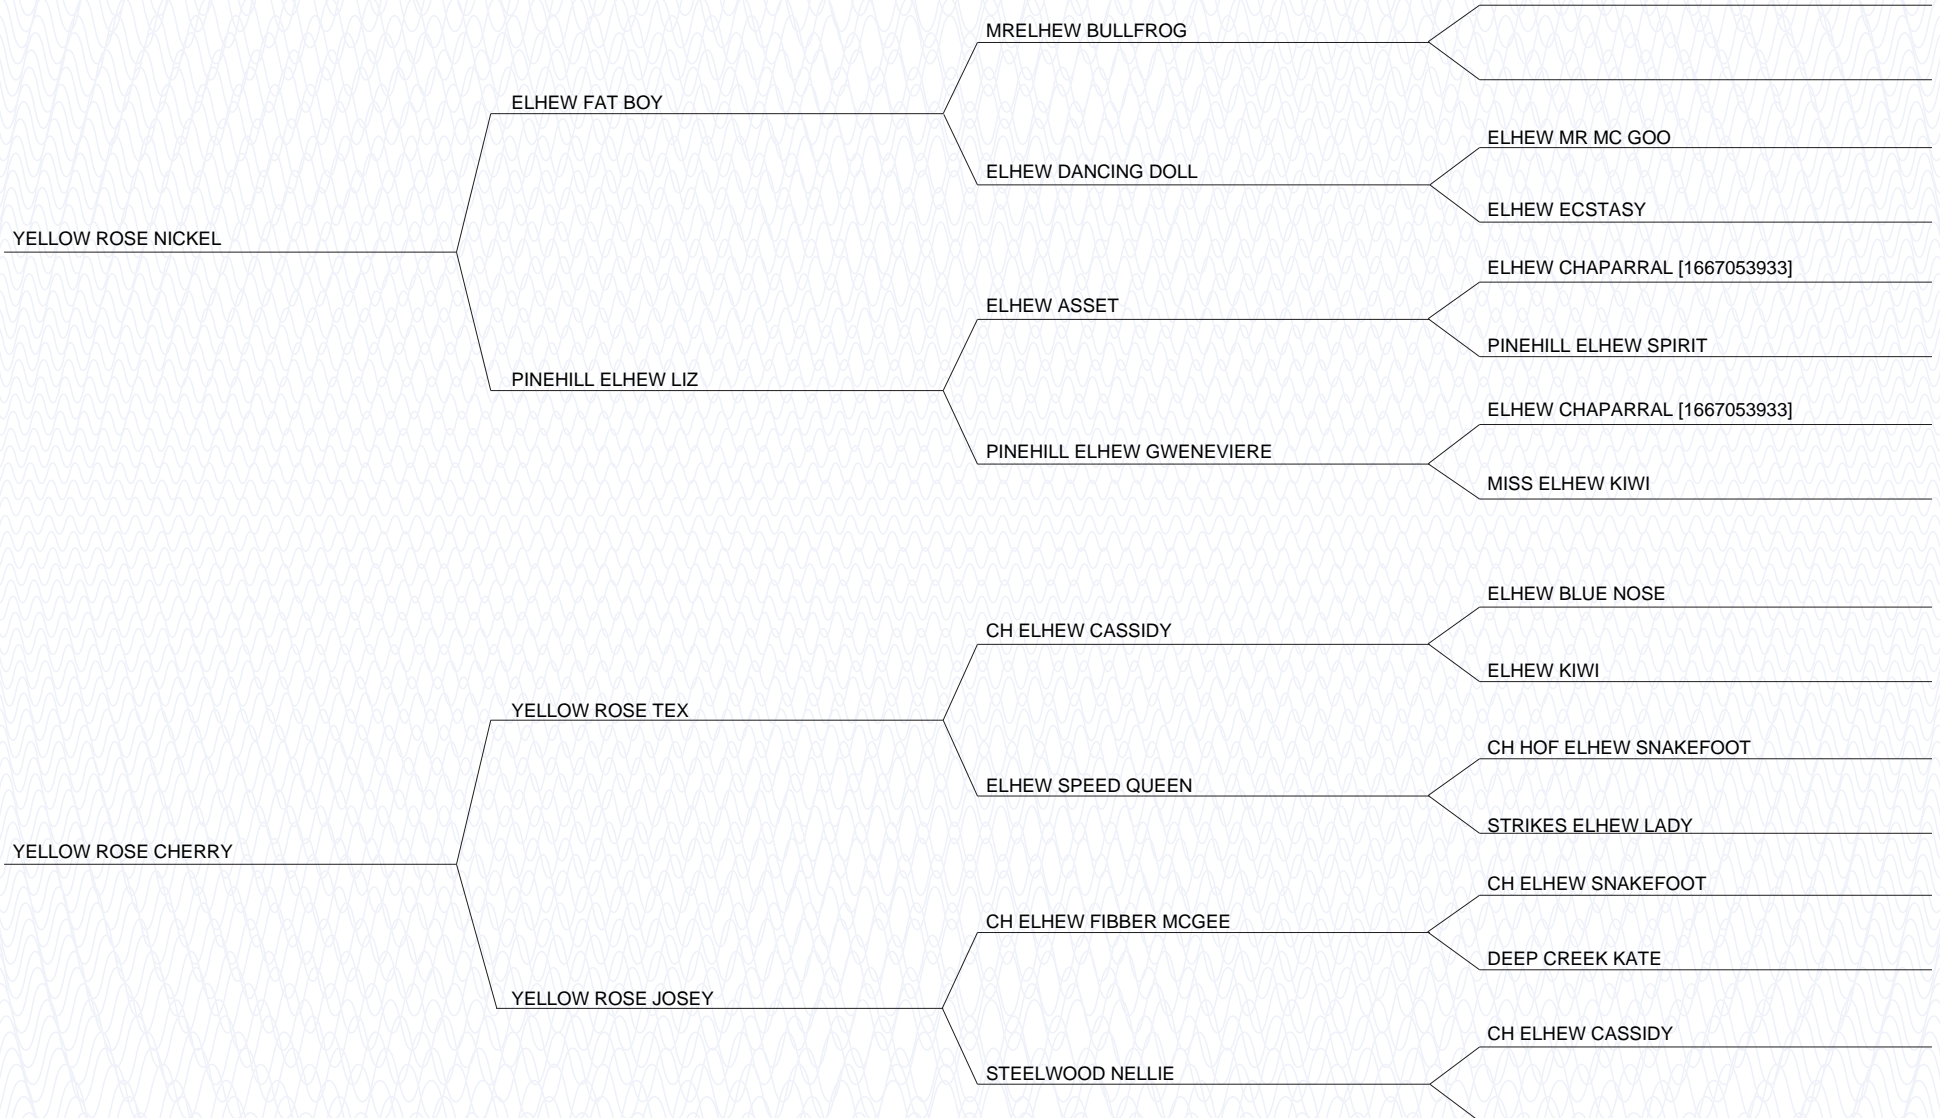 MRELHEW BULLFROG
ELHEW FAT BOY
ELHEW MR MC GOO
ELHEW DANCING DOLL
ELHEW ECSTASY
YELLOW ROSE NICKEL
ELHEW CHAPARRAL [1667053933]
ELHEW ASSET
PINEHILL ELHEW SPIRIT
PINEHILL ELHEW LIZ
ELHEW CHAPARRAL [1667053933]
PINEHILL ELHEW GWENEVIERE
MISS ELHEW KIWI
ELHEW BLUE NOSE
CH ELHEW CASSIDY
ELHEW KIWI
YELLOW ROSE TEX
CH HOF ELHEW SNAKEFOOT
ELHEW SPEED QUEEN
STRIKES ELHEW LADY
YELLOW ROSE CHERRY
CH ELHEW SNAKEFOOT
CH ELHEW FIBBER MCGEE
DEEP CREEK KATE
YELLOW ROSE JOSEY
CH ELHEW CASSIDY
STEELWOOD NELLIE